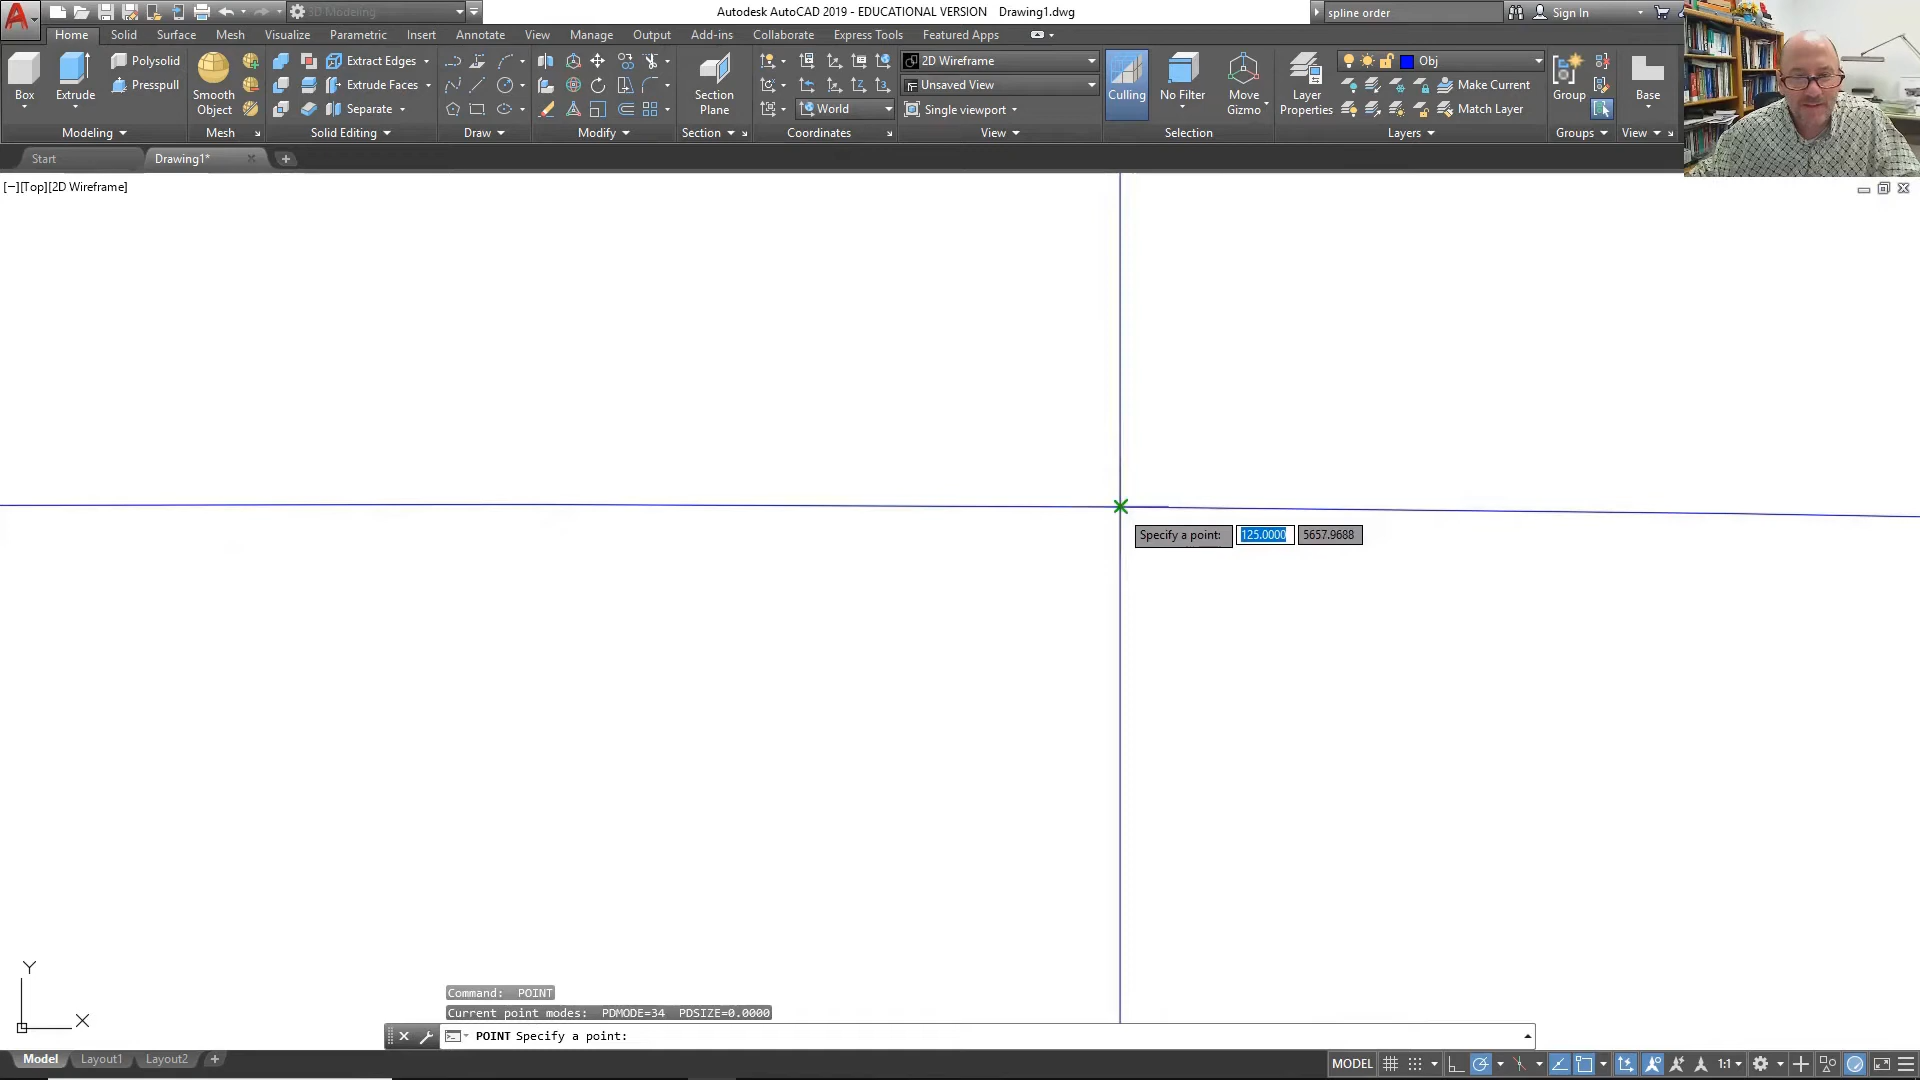 3D Modeling
Autodesk AutoCAD 2019 - EDUCATIONAL VERSION Drawing1.dwg
spline order
Sign In
Home Solid Surface Mesh Visualize Parametric Insert Annotate View Manage Output Add-ins Collaborate Express Tools Featured Apps
Box
Extrude
Polysolid
Presspull
Modeling
Smooth Object
Mesh
Extract Edges
Extrude Faces
Separate
Solid Editing
Draw
Modify
Section Plane
Section
World
Coordinates
2D Wireframe
Unsaved View
Single viewport
View
Culling
No Filter
Move Gizmo
Selection
Layer Properties
Obj
Make Current
Match Layer
Layers
Group
Groups
Base
View
Start
Drawing1*
[−][Top][2D Wireframe]
Specify a point: 125.0000 5657.9688
Y
X
Command: POINT
Current point modes: PDMODE=34 PDSIZE=0.0000
POINT Specify a point:
Model Layout1 Layout2 +
MODEL
1:1